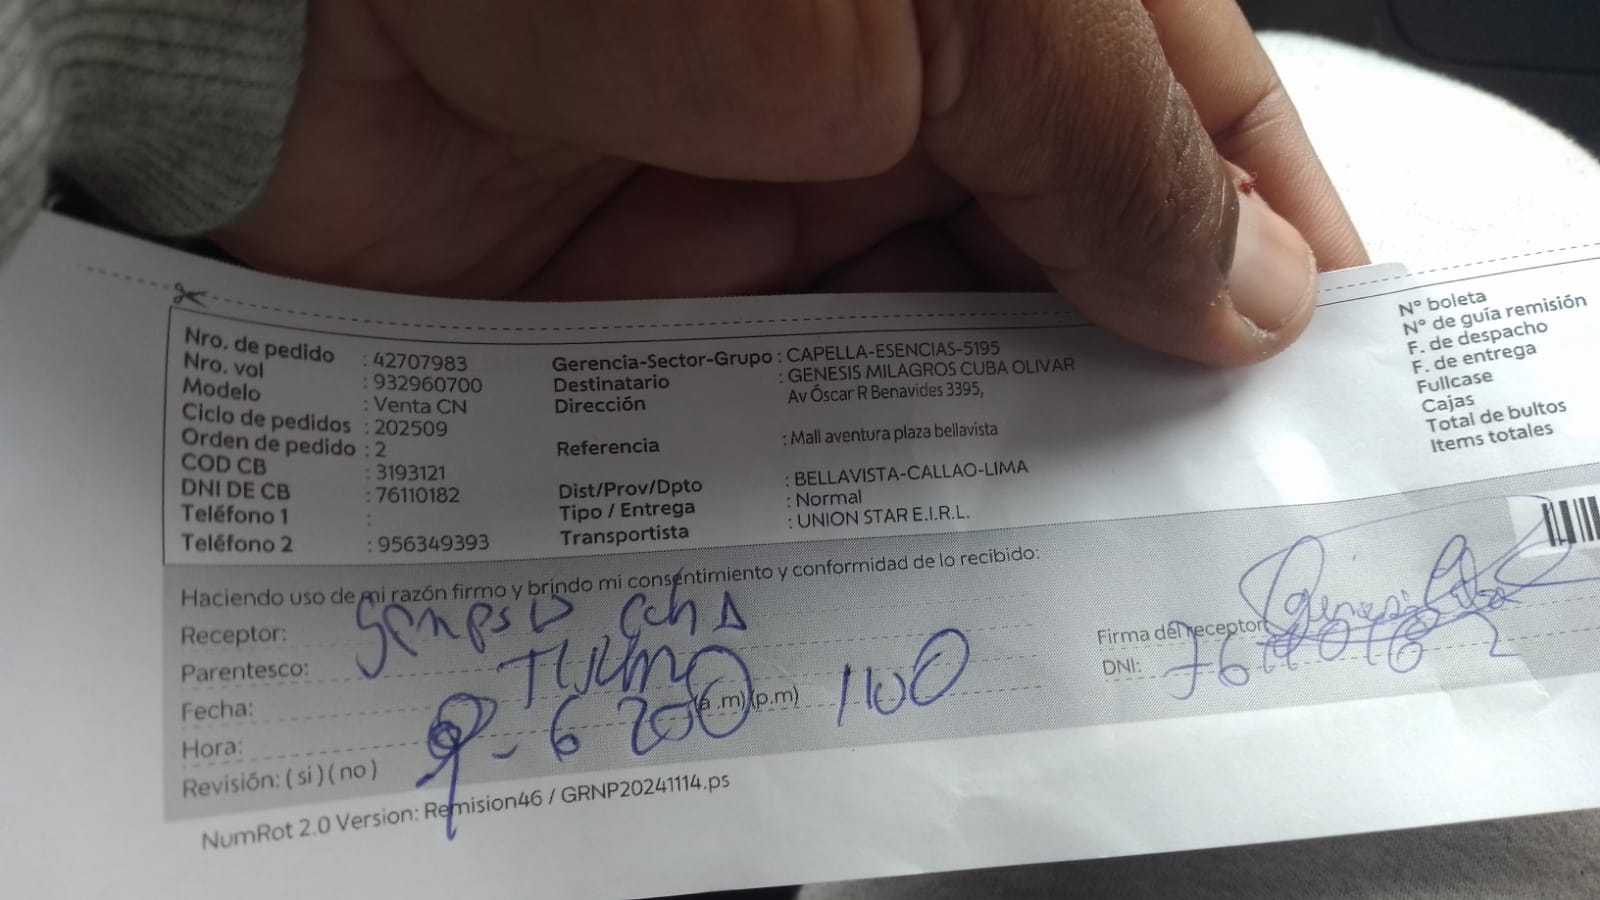 Nro. de pedido : 42707983
Nro. vol : 932960700
Modelo : Venta CN
Ciclo de pedidos : 202509
Orden de pedido : 2
COD CB : 3193121
DNI DE CB : 76110182
Teléfono 1 :
Teléfono 2 : 956349393
Gerencia-Sector-Grupo : CAPELLA-ESENCIAS-5195
Destinatario : GENESIS MILAGROS CUBA OLIVAR
Dirección Av Óscar R Benavides 3395,
Referencia : Mall aventura plaza bellavista
Dist/Prov/Dpto : BELLAVISTA-CALLAO-LIMA
Tipo / Entrega : Normal
Transportista : UNION STAR E.I.R.L.
N° boleta
N° de guía remisión
F. de despacho
F. de entrega
Fullcase
Cajas
Total de bultos
Items totales
Haciendo uso de mi razón firmo y brindo mi consentimiento y conformidad de lo recibido:
Receptor:
Parentesco:
Fecha:
Hora: (a .m) (p.m)
Revisión: ( si ) ( no )
Firma del receptor
DNI:
NumRot 2.0 Version: Remision46 / GRNP20241114.ps